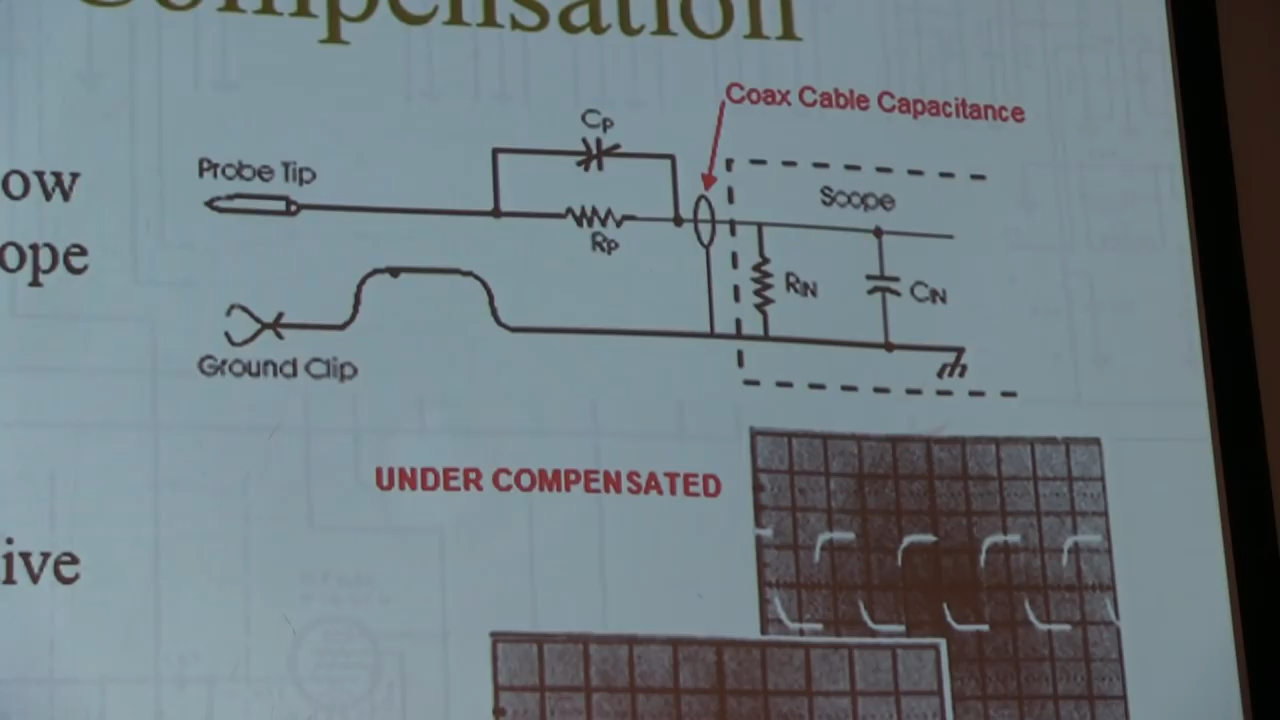 Compensation
Coax Cable Capacitance
CP
Probe Tip
ow
Scope
ope
RP
RIN
CIN
Ground Clip
UNDER COMPENSATED
ive